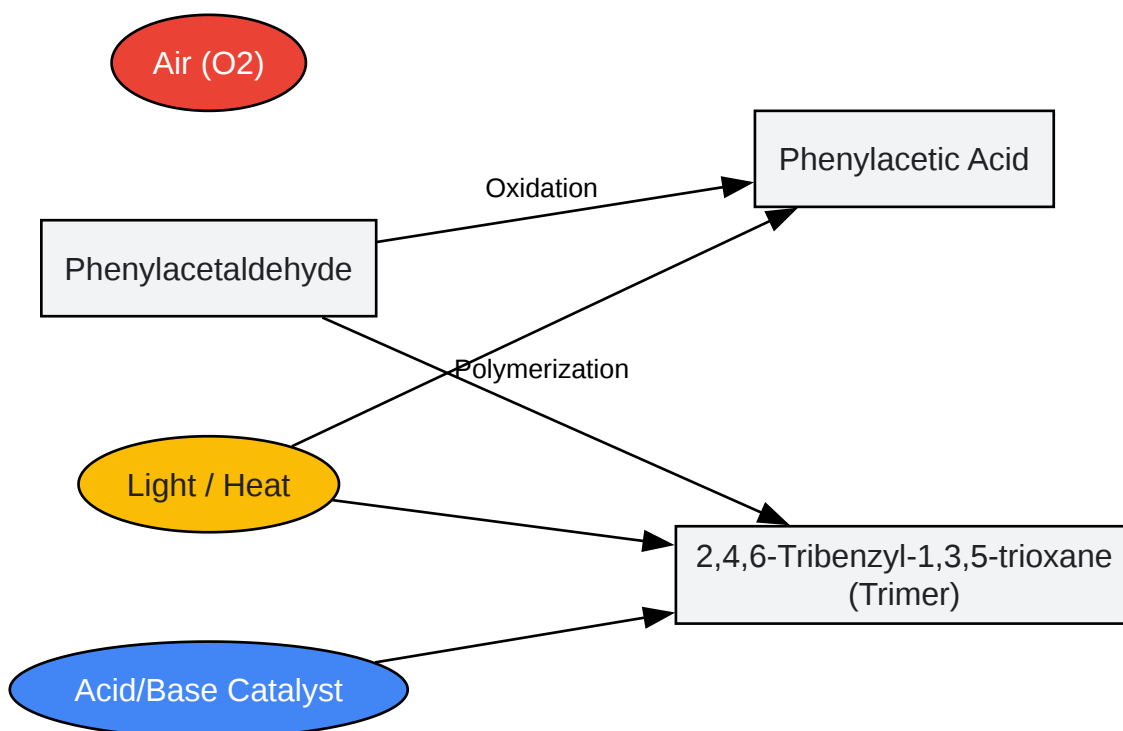 Air (O2)
Phenylacetic Acid
Oxidation
Phenylacetaldehyde
Polymerization
Light / Heat
2,4,6-Tribenzyl-1,3,5-trioxane
(Trimer)
Acid/Base Catalyst